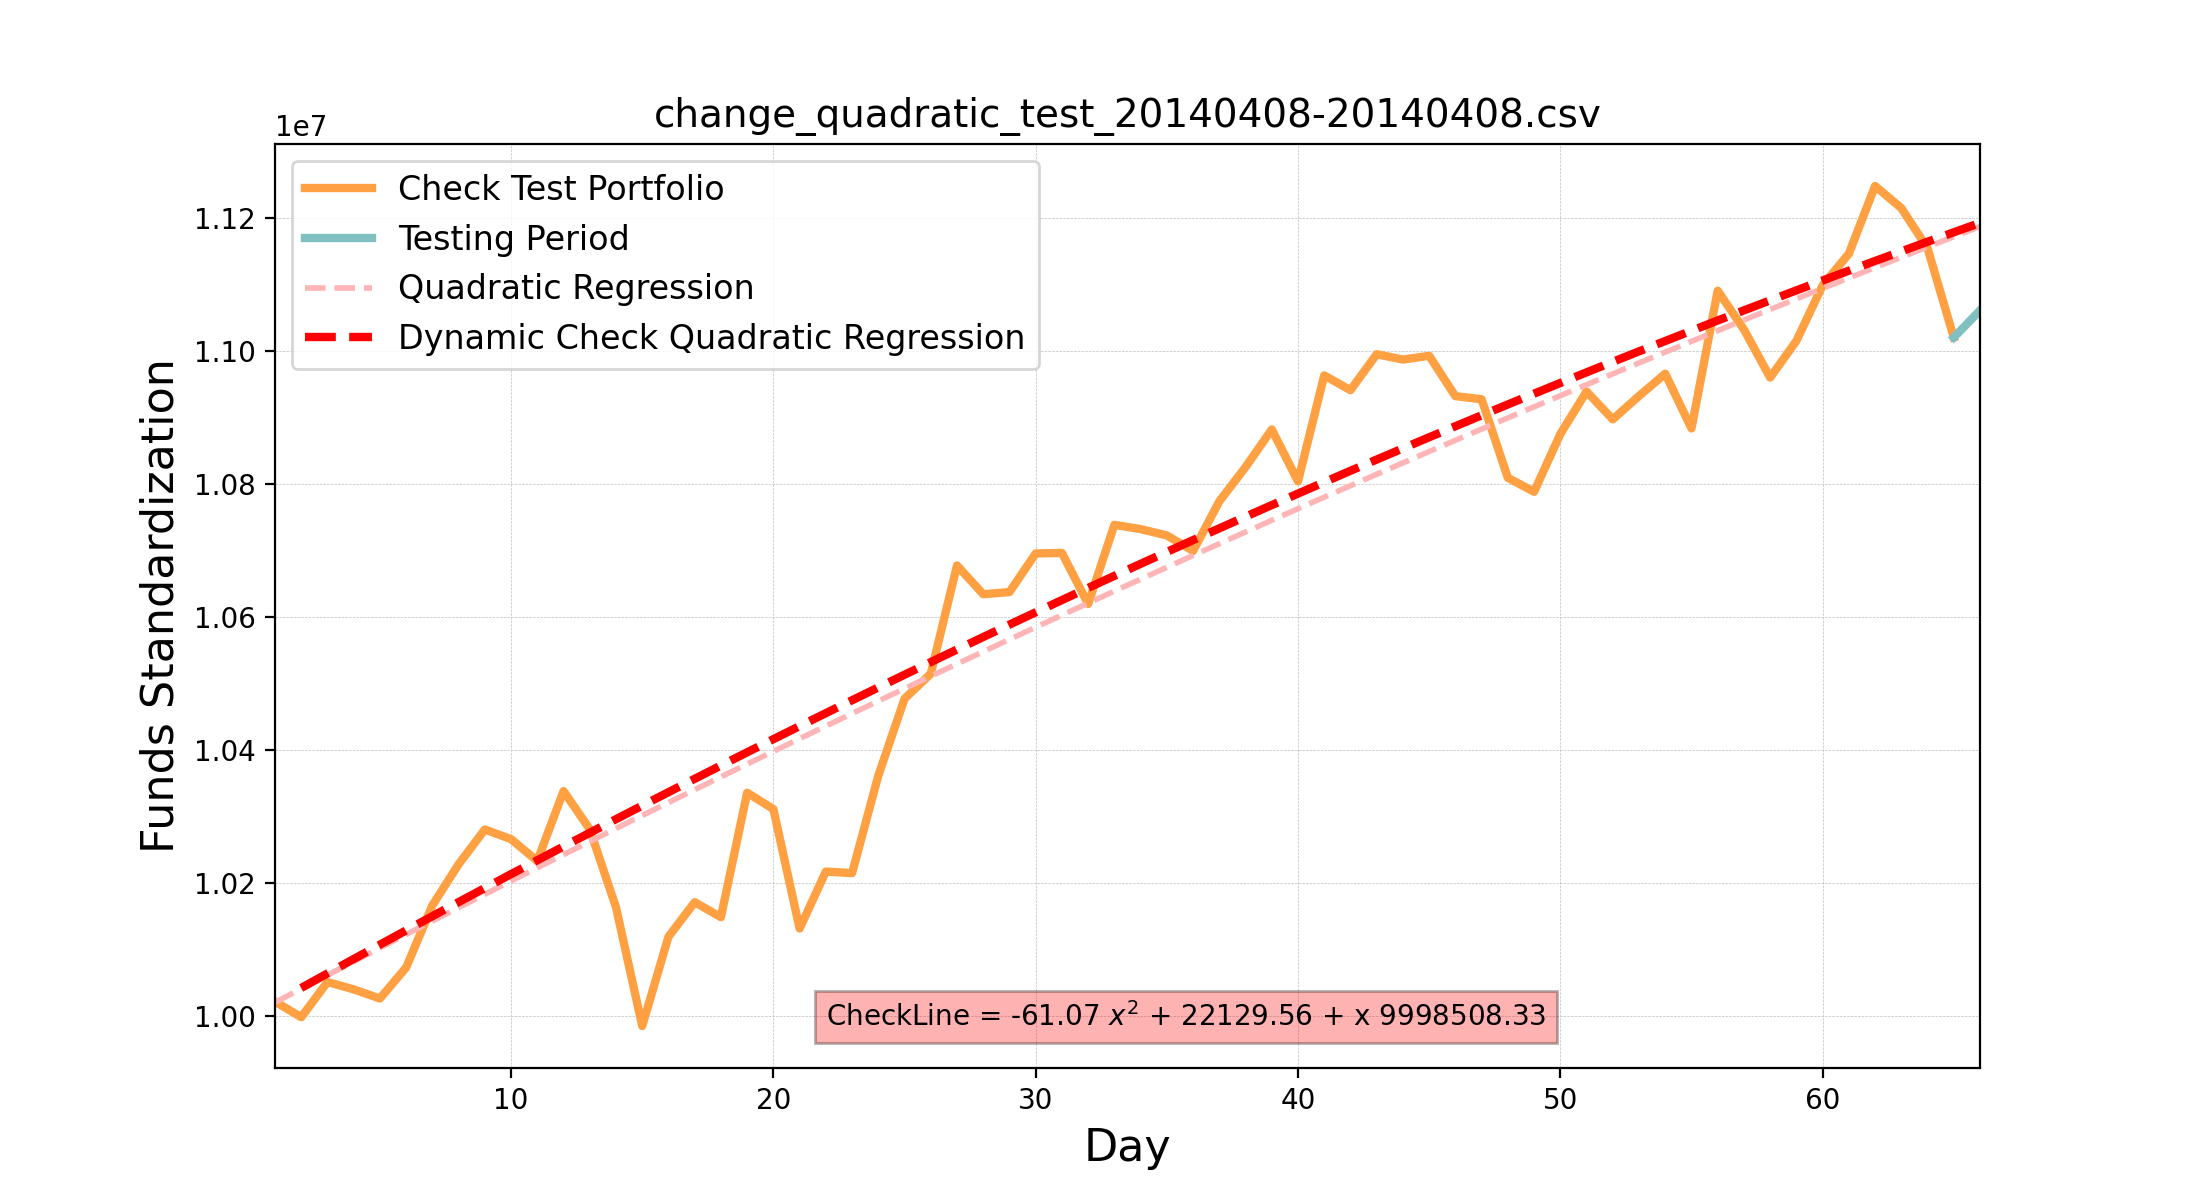 change_quadratic_test_20140408-20140408.csv
1e7
Check Test Portfolio
Testing Period
Quadratic Regression
Dynamic Check Quadratic Regression
1.12
1.10
1.08
1.06
1.04
1.02
1.00
Funds Standardization
CheckLine = -61.07 x² + 22129.56 + x 9998508.33
10 20 30 40 50 60
Day